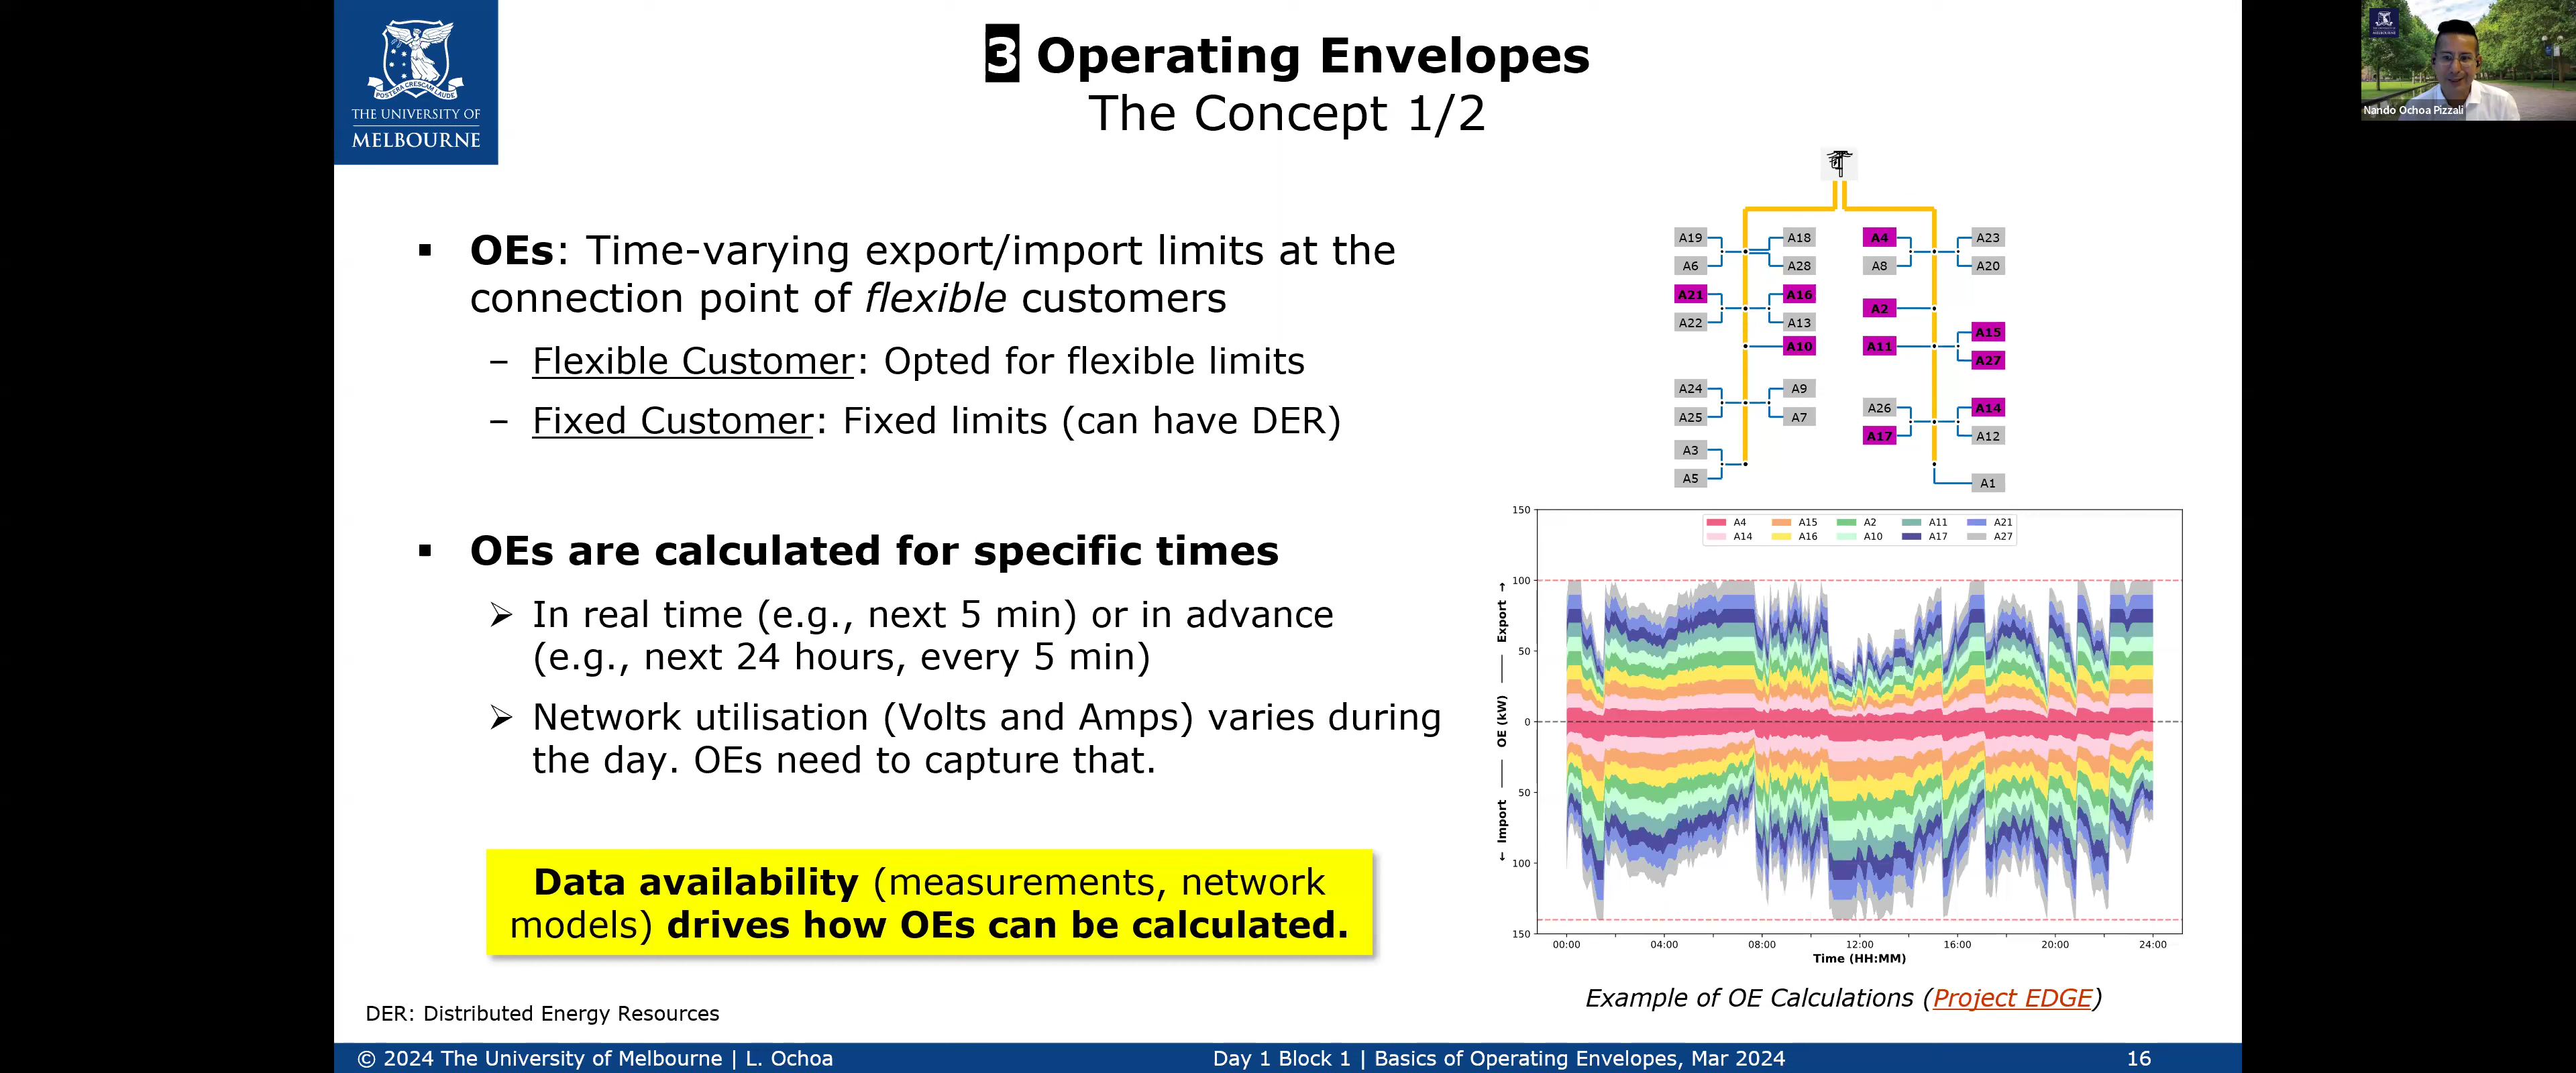 POSTERA CRESCAM LAUDE
THE UNIVERSITY OF
MELBOURNE
3 Operating Envelopes
The Concept 1/2
Nando Ochoa Pizzali
▪ OEs: Time-varying export/import limits at the
connection point of flexible customers
– Flexible Customer: Opted for flexible limits
– Fixed Customer: Fixed limits (can have DER)
▪ OEs are calculated for specific times
➢ In real time (e.g., next 5 min) or in advance
(e.g., next 24 hours, every 5 min)
➢ Network utilisation (Volts and Amps) varies during
the day. OEs need to capture that.
Data availability (measurements, network
models) drives how OEs can be calculated.
A19 A18 A4 A23
A6 A28 A8 A20
A21 A16 A2
A22 A13 A15
A10 A11 A27
A24 A9 A26 A14
A25 A7 A17 A12
A3
A5 A1
A4 A15 A2 A11 A21
A14 A16 A10 A17 A27
← Import —— OE (kW) —— Export →
150
100
50
0
50
100
150
00:00 04:00 08:00 12:00 16:00 20:00 24:00
Time (HH:MM)
Example of OE Calculations (Project EDGE)
DER: Distributed Energy Resources
© 2024 The University of Melbourne | L. Ochoa
Day 1 Block 1 | Basics of Operating Envelopes, Mar 2024
16